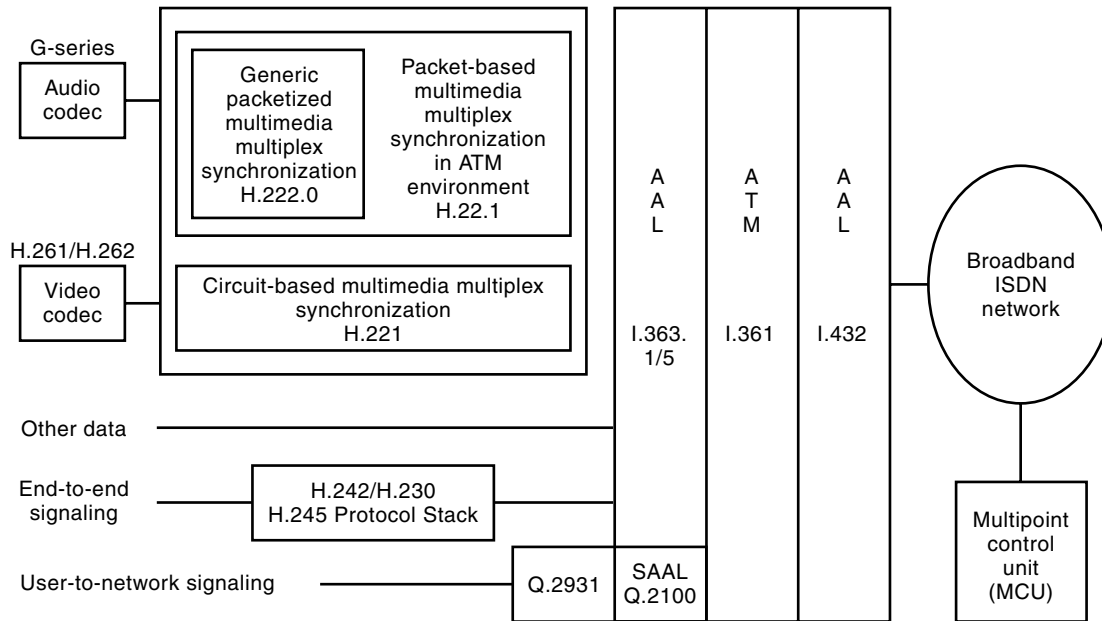 G-series
Audio
codec
Generic
packetized
multimedia
multiplex
synchronization
H.222.0
Packet-based
multimedia
multiplex
synchronization
in ATM
environment
H.22.1
H.261/H.262
Video
codec
Circuit-based multimedia multiplex
synchronization
H.221
Other data
End-to-end
signaling
H.242/H.230
H.245 Protocol Stack
User-to-network signaling
Q.2931
SAAL
Q.2100
A
A
L
I.363.
1/5
A
T
M
I.361
A
A
L
I.432
Broadband
ISDN
network
Multipoint
control
unit
(MCU)